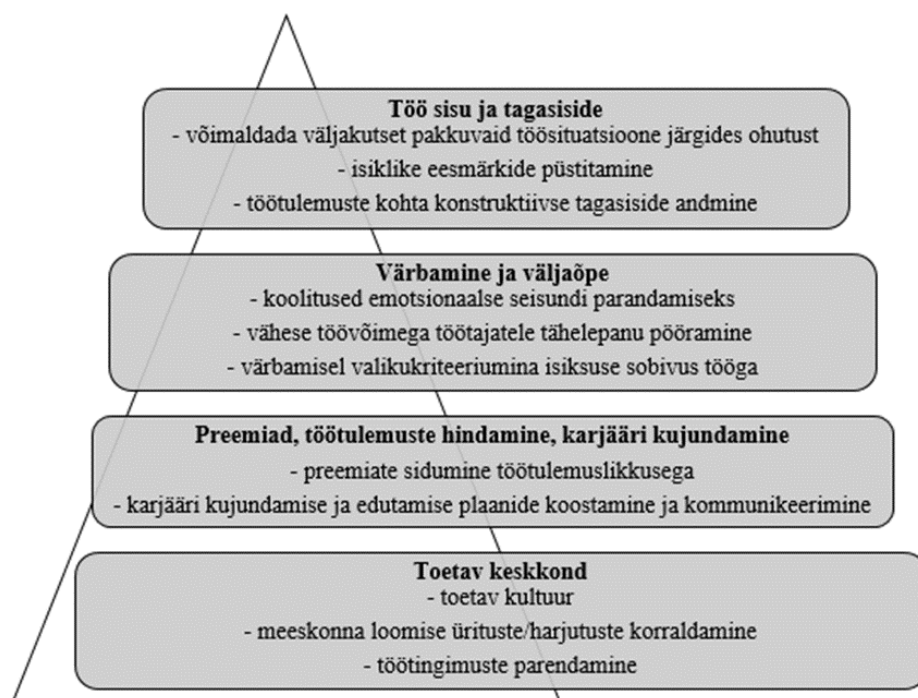 Töö sisu ja tagasiside
- võimaldada väljakutset pakkuvaid töösituatsioone järgides ohutust
- isiklike eesmärkide püstitamine
- töötulemuste kohta konstruktiivse tagasiside andmine
Värbamine ja väljaõpe
- koolitused emotsionaalse seisundi parandamiseks
- vähese töövõimega töötajatele tähelepanu pööramine
- värbamisel valikukriteeriumina isiksuse sobivus tööga
Preemiad, töötulemuste hindamine, karjääri kujundamine
- preemiate sidumine töötulemuslikkusega
- karjääri kujundamise ja edutamise plaanide koostamine ja kommunikeerimine
Toetav keskkond
- toetav kultuur
- meeskonna loomise ürituste/harjutuste korraldamine
- töötingimuste parendamine